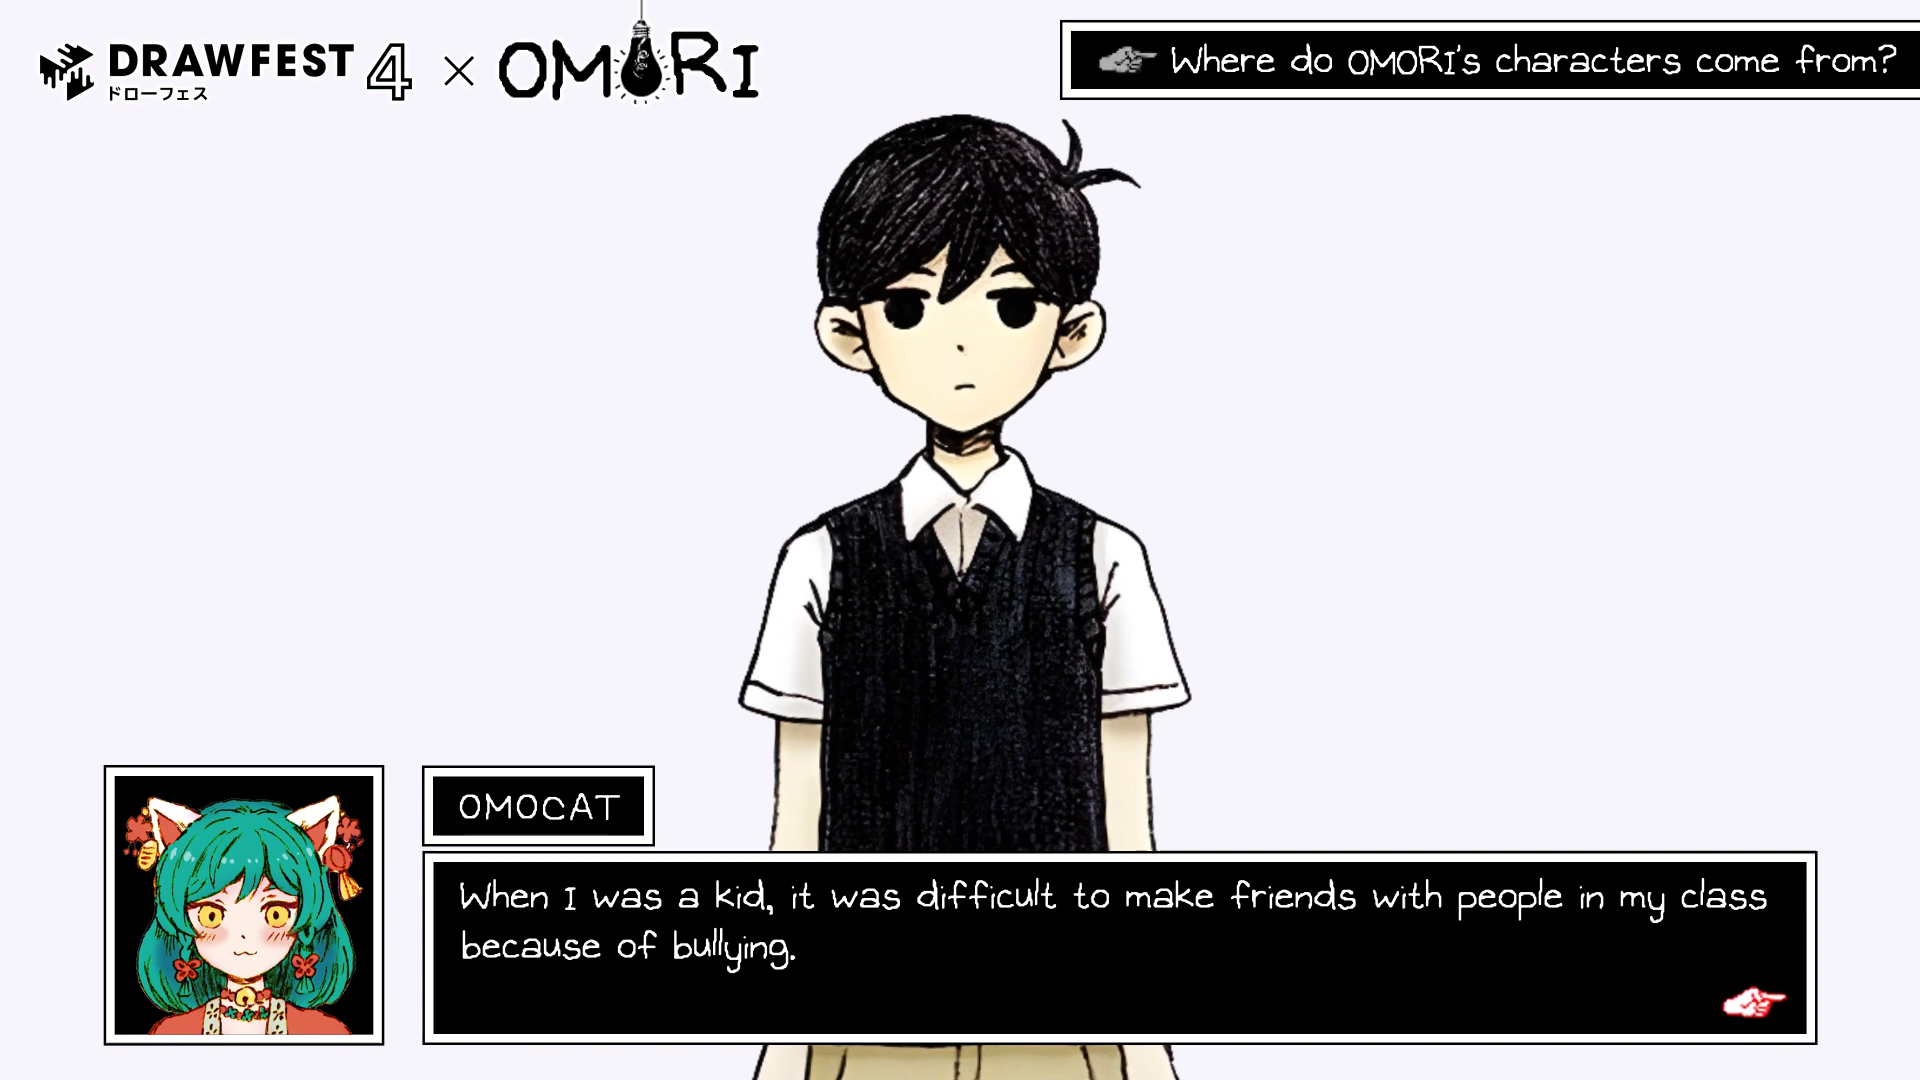 DRAWFEST 4 × OMORI
ドローフェス
Where do OMORI's characters come from?
OMOCAT
When I was a kid, it was difficult to make friends with people in my class
because of bullying.